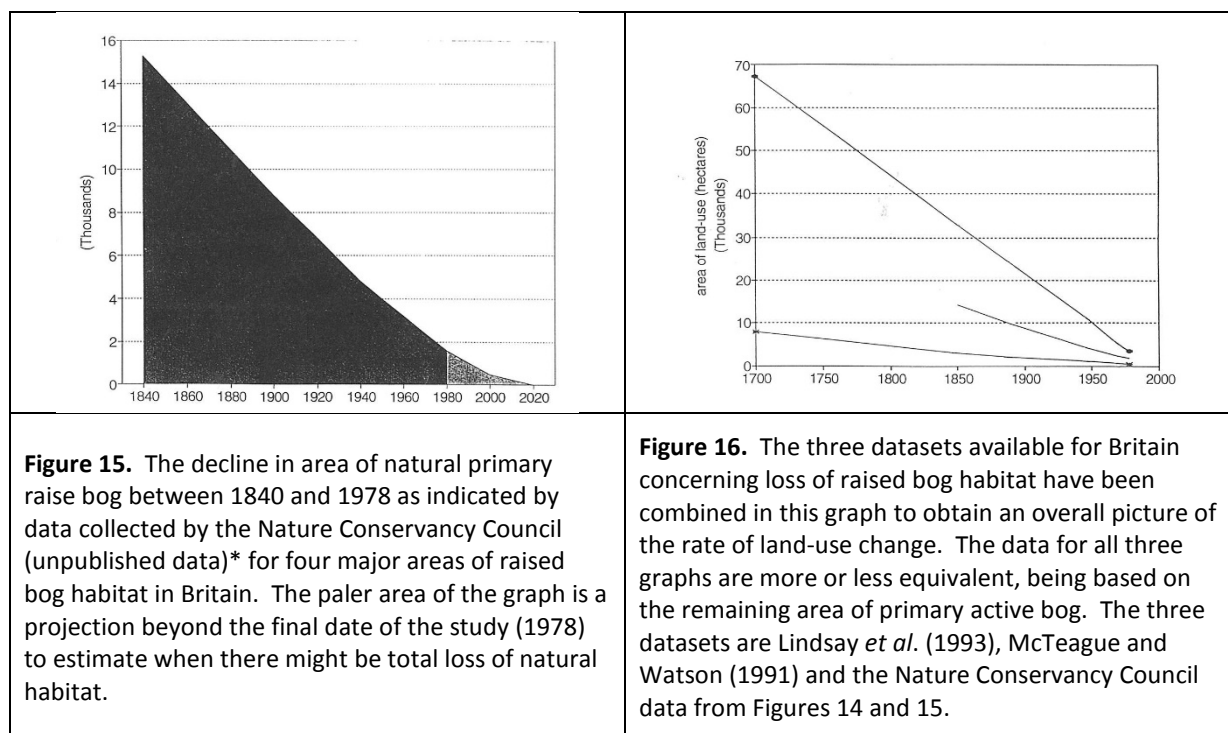 16
14
12
10
8
6
4
2
0
(Thousands)
1840 1860 1880 1900 1920 1940 1960 1980 2000 2020
70
60
50
40
30
20
10
0
area of land-use (hectares)
(Thousands)
1700 1750 1800 1850 1900 1950 2000
Figure 15. The decline in area of natural primary
raise bog between 1840 and 1978 as indicated by
data collected by the Nature Conservancy Council
(unpublished data)* for four major areas of raised
bog habitat in Britain. The paler area of the graph is a
projection beyond the final date of the study (1978)
to estimate when there might be total loss of natural
habitat.
Figure 16. The three datasets available for Britain
concerning loss of raised bog habitat have been
combined in this graph to obtain an overall picture of
the rate of land-use change. The data for all three
graphs are more or less equivalent, being based on
the remaining area of primary active bog. The three
datasets are Lindsay et al. (1993), McTeague and
Watson (1991) and the Nature Conservancy Council
data from Figures 14 and 15.